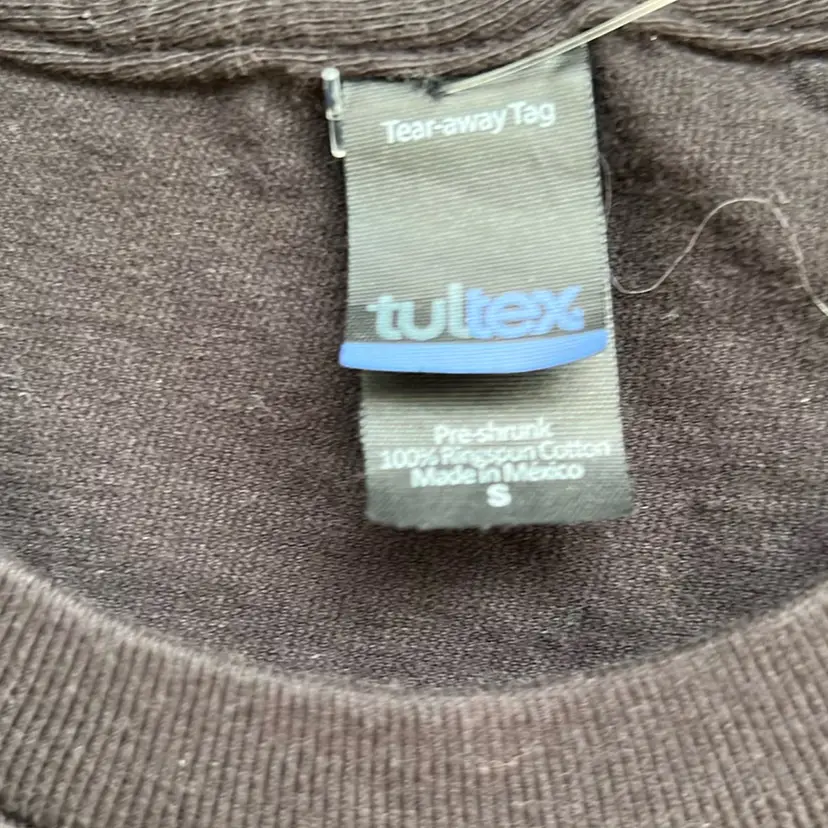 Tear-away Tag
tultex
Pre-shrunk
100% Ringspun Cotton
Made in México
S